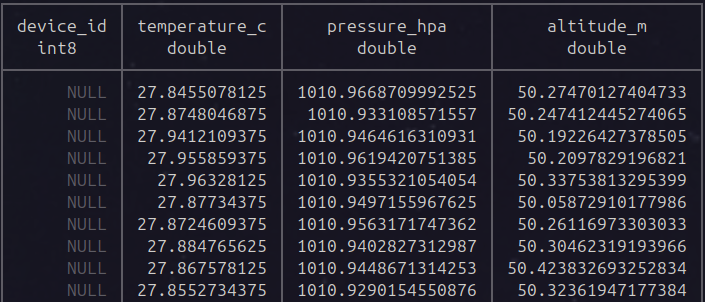 device_id temperature_c pressure_hpa altitude_m
int8 double double double
NULL 27.8455078125 1010.9668709992525 50.27470127404733
NULL 27.8748046875 1010.933108571557 50.247412445274065
NULL 27.9412109375 1010.9464616310931 50.19226427378505
NULL 27.955859375 1010.9619420751385 50.2097829196821
NULL 27.96328125 1010.9355321054054 50.33753813295399
NULL 27.87734375 1010.9497155967625 50.05872910177986
NULL 27.8724609375 1010.9563171747362 50.26116973303033
NULL 27.884765625 1010.9402827312987 50.30462319193966
NULL 27.867578125 1010.9448671314253 50.423832693252834
NULL 27.8552734375 1010.9290154550876 50.32361947177384